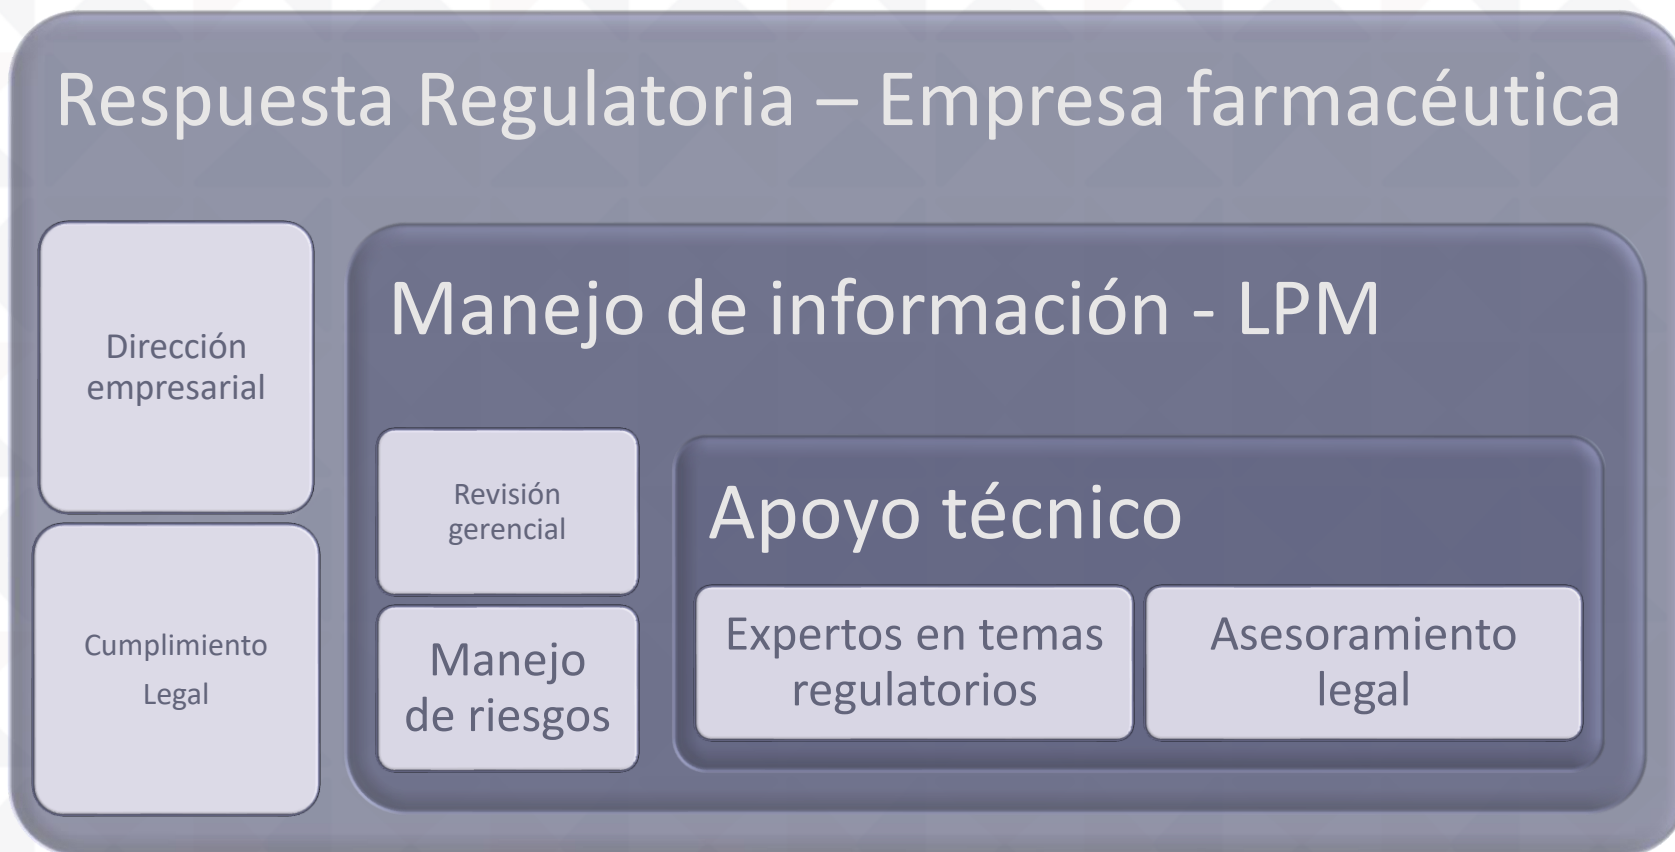 Respuesta Regulatoria – Empresa farmacéutica
Dirección
empresarial
Cumplimiento
Legal
Manejo de información - LPM
Revisión
gerencial
Manejo
de riesgos
Apoyo técnico
Expertos en temas
regulatorios
Asesoramiento
legal